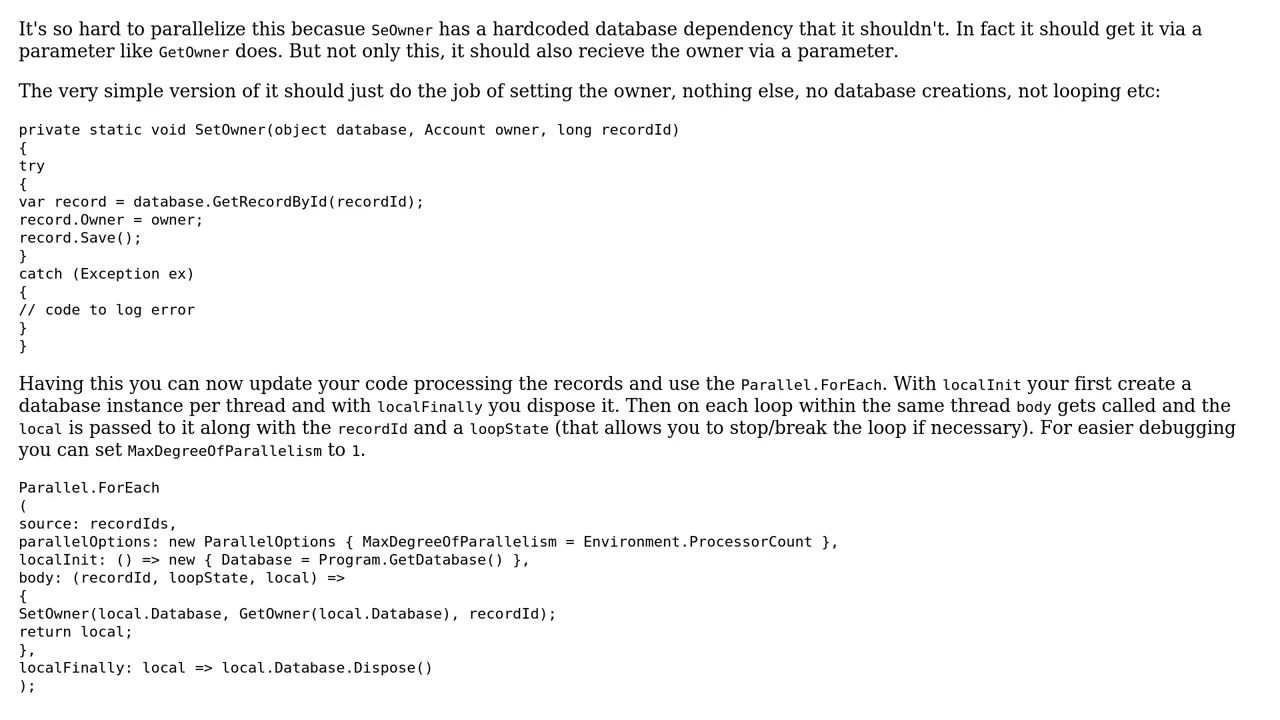 It's so hard to parallelize this becasue SeOwner has a hardcoded database dependency that it shouldn't. In fact it should get it via a
parameter like GetOwner does. But not only this, it should also recieve the owner via a parameter.
The very simple version of it should just do the job of setting the owner, nothing else, no database creations, not looping etc:
private static void SetOwner(object database, Account owner, long recordId)
{
try
{
var record = database.GetRecordById(recordId);
record.Owner = owner;
record.Save();
}
catch (Exception ex)
{
// code to log error
}
}
Having this you can now update your code processing the records and use the Parallel.ForEach. With localInit your first create a
database instance per thread and with localFinally you dispose it. Then on each loop within the same thread body gets called and the
local is passed to it along with the recordId and a loopState (that allows you to stop/break the loop if necessary). For easier debugging
you can set MaxDegreeOfParallelism to 1.
Parallel.ForEach
(
source: recordIds,
parallelOptions: new ParallelOptions { MaxDegreeOfParallelism = Environment.ProcessorCount },
localInit: () => new { Database = Program.GetDatabase() },
body: (recordId, loopState, local) =>
{
SetOwner(local.Database, GetOwner(local.Database), recordId);
return local;
},
localFinally: local => local.Database.Dispose()
);